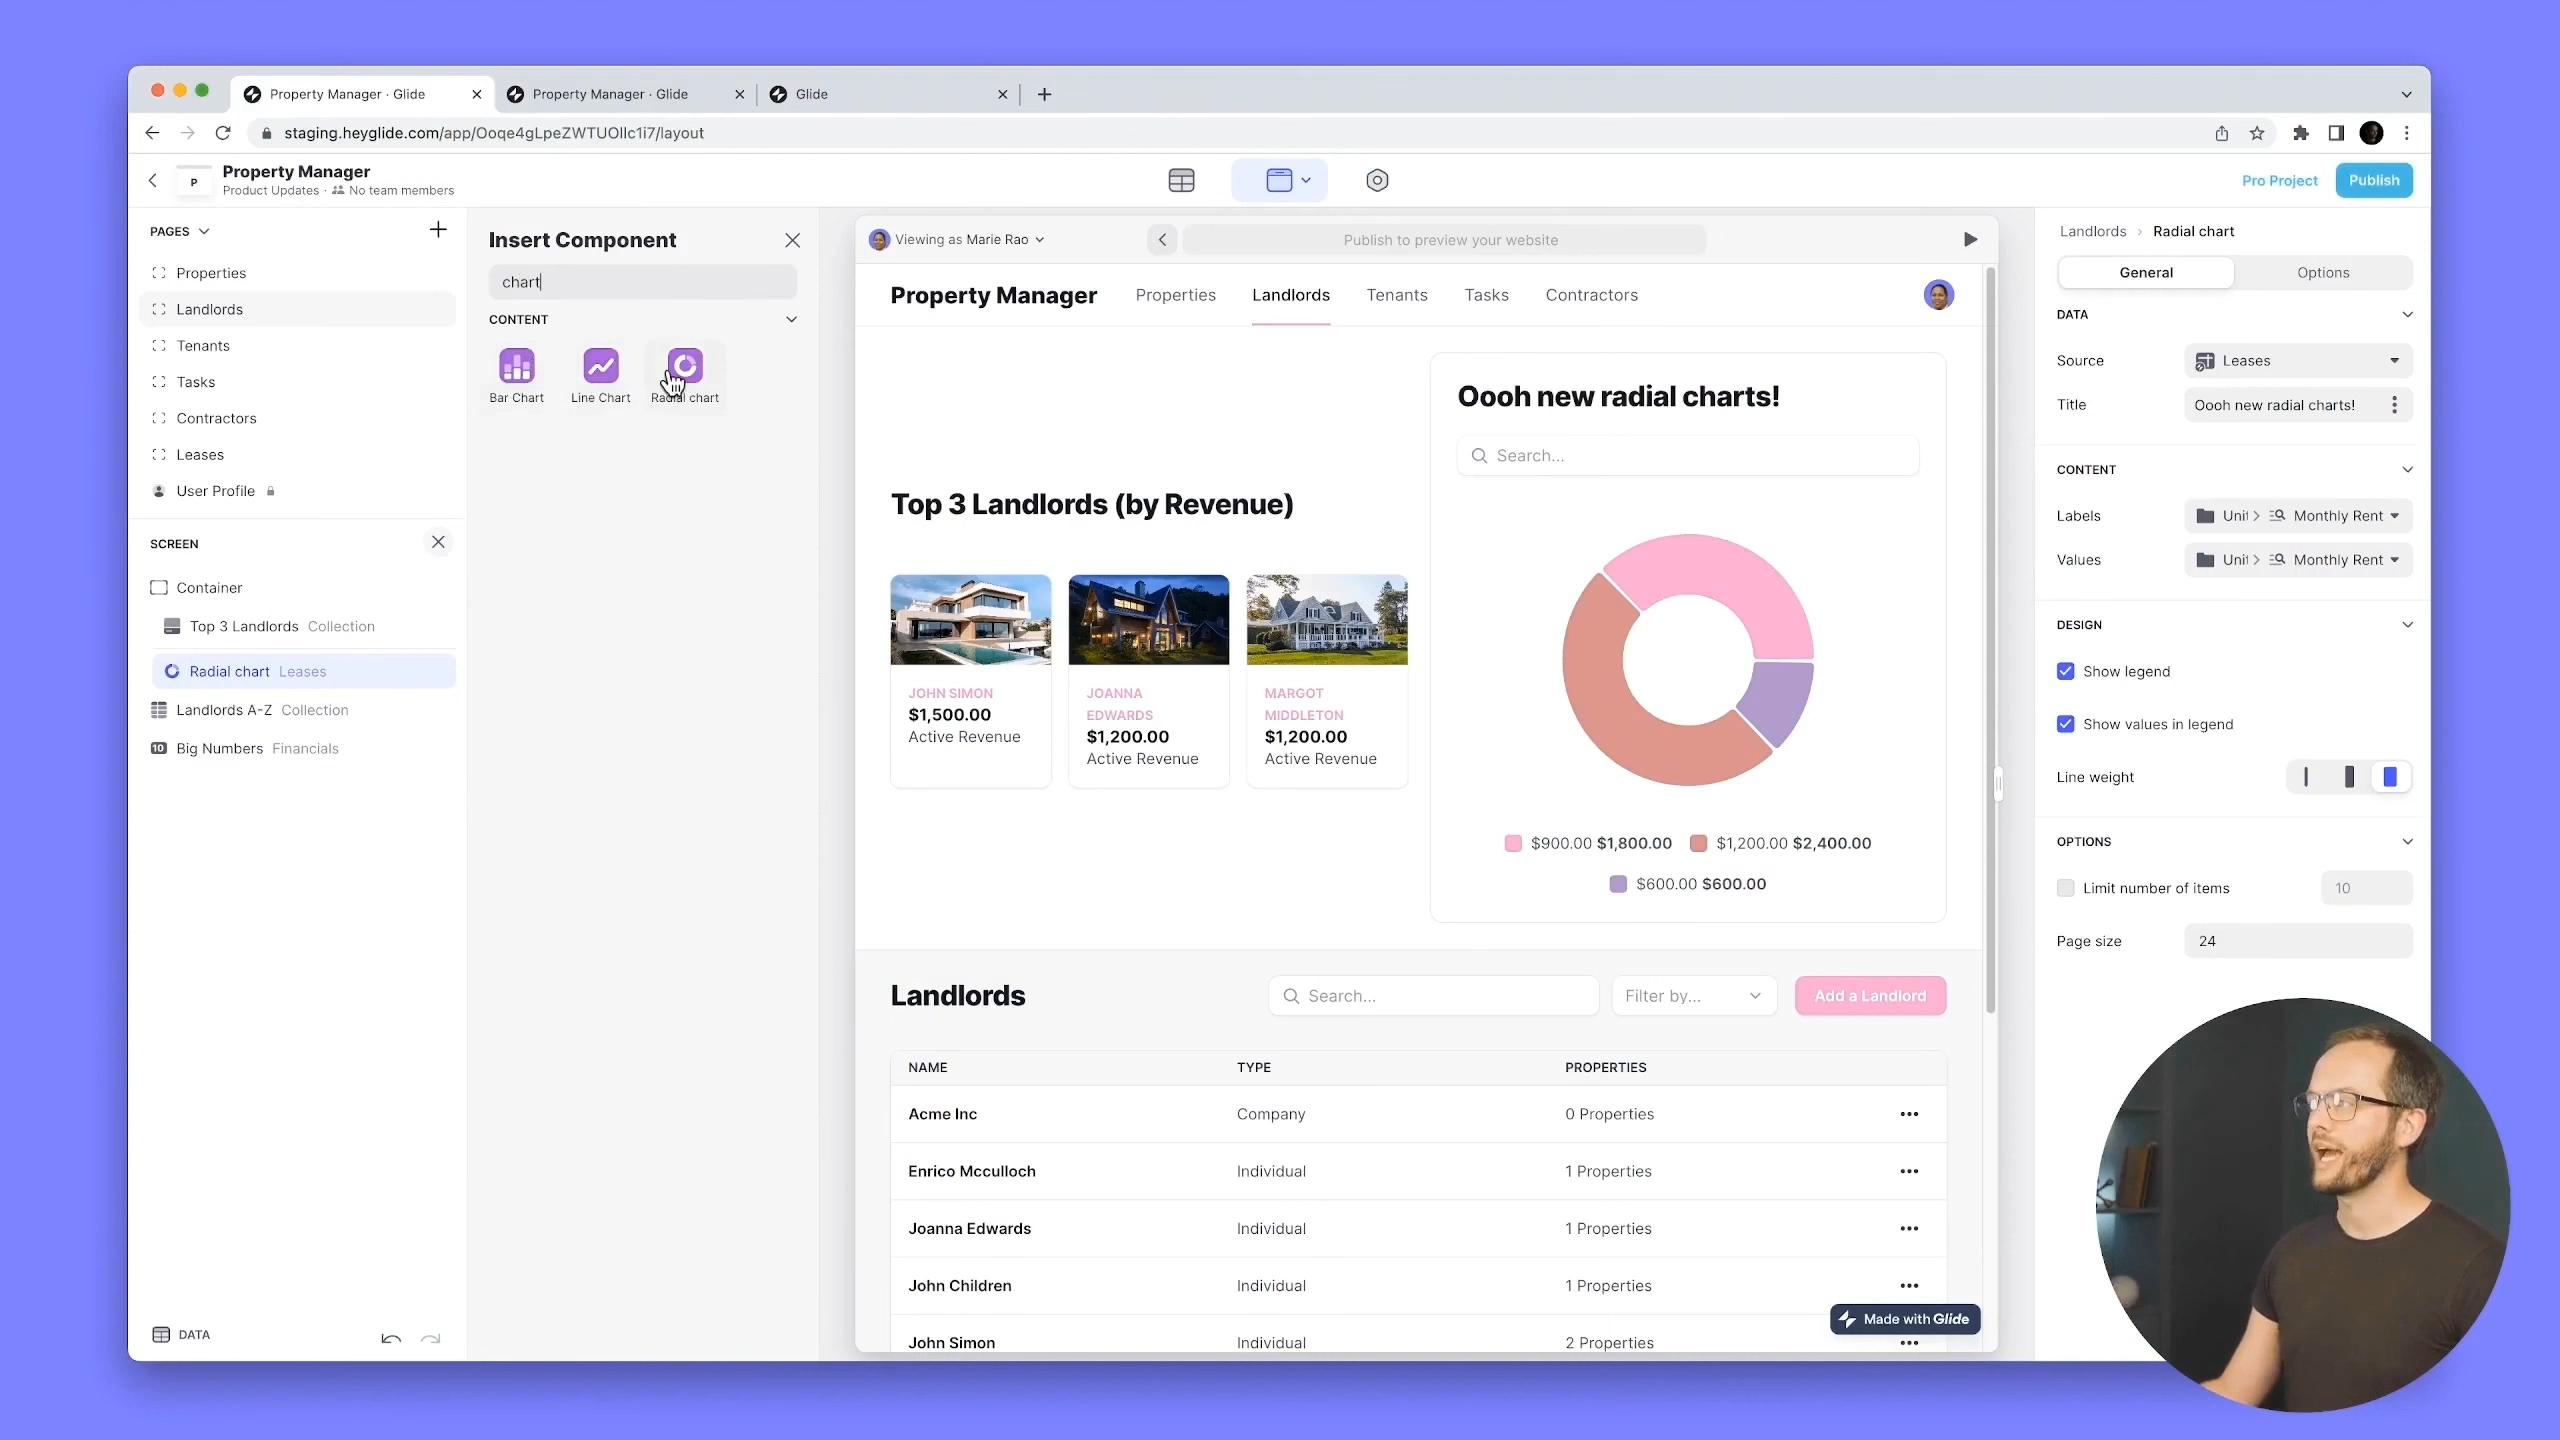 Property Manager · Glide
Property Manager · Glide
Glide
staging.heyglide.com/app/Ooqe4gLpeZWTUOllc1i7/layout
P
Property Manager
Product Updates · No team members
Pro Project
Publish
PAGES
Properties
Landlords
Tenants
Tasks
Contractors
Leases
User Profile
SCREEN
Container
Top 3 Landlords Collection
Radial chart Leases
Landlords A-Z Collection
10 Big Numbers Financials
DATA
Insert Component
chart
CONTENT
Bar Chart
Line Chart
Radial chart
Viewing as Marie Rao
Publish to preview your website
Property Manager
Properties
Landlords
Tenants
Tasks
Contractors
Top 3 Landlords (by Revenue)
JOHN SIMON
$1,500.00
Active Revenue
JOANNA
EDWARDS
$1,200.00
Active Revenue
MARGOT
MIDDLETON
$1,200.00
Active Revenue
Oooh new radial charts!
Search...
$900.00 $1,800.00
$1,200.00 $2,400.00
$600.00 $600.00
Landlords
Search...
Filter by...
Add a Landlord
NAME TYPE PROPERTIES
Acme Inc Company 0 Properties
Enrico Mcculloch Individual 1 Properties
Joanna Edwards Individual 1 Properties
John Children Individual 1 Properties
John Simon Individual 2 Properties
Made with Glide
Landlords › Radial chart
General
Options
DATA
Source Leases
Title Oooh new radial charts!
CONTENT
Labels Unit > Monthly Rent
Values Unit > Monthly Rent
DESIGN
Show legend
Show values in legend
Line weight
OPTIONS
Limit number of items 10
Page size 24